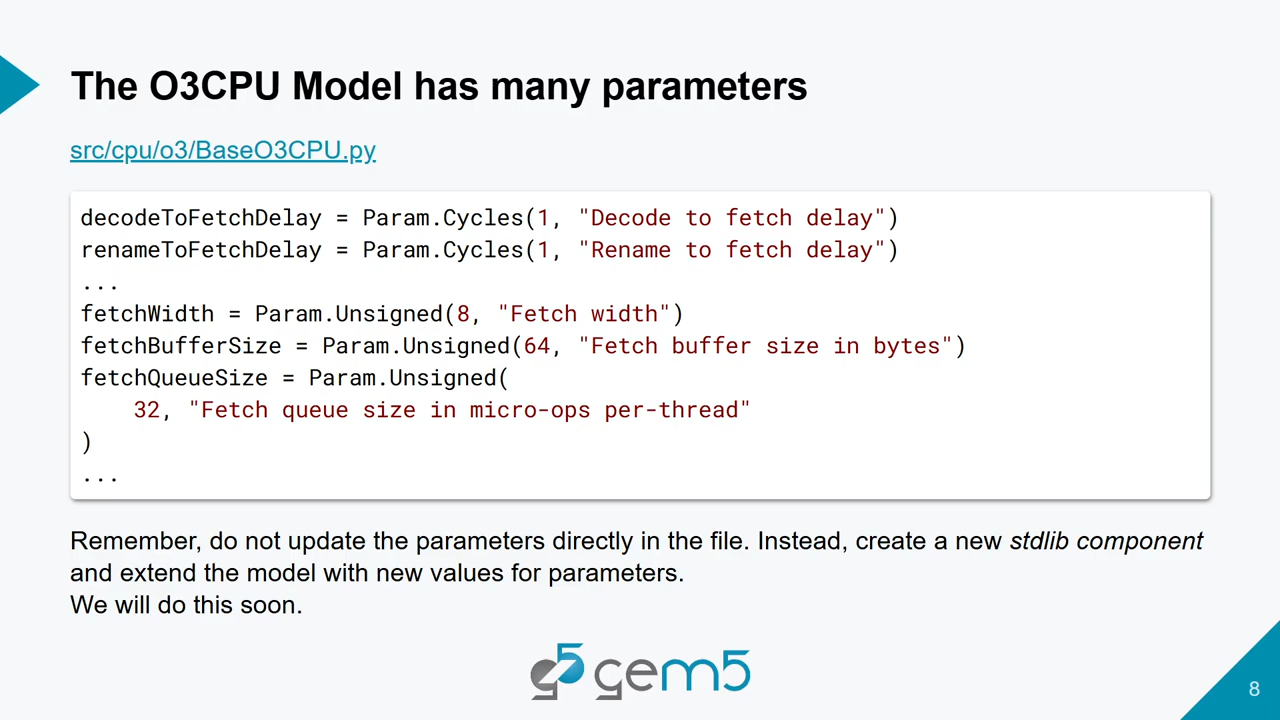 The O3CPU Model has many parameters
src/cpu/o3/BaseO3CPU.py
decodeToFetchDelay = Param.Cycles(1, "Decode to fetch delay")
renameToFetchDelay = Param.Cycles(1, "Rename to fetch delay")
...
fetchWidth = Param.Unsigned(8, "Fetch width")
fetchBufferSize = Param.Unsigned(64, "Fetch buffer size in bytes")
fetchQueueSize = Param.Unsigned(
    32, "Fetch queue size in micro-ops per-thread"
)
...
Remember, do not update the parameters directly in the file. Instead, create a new stdlib component
and extend the model with new values for parameters.
We will do this soon.
g5 gem5
8